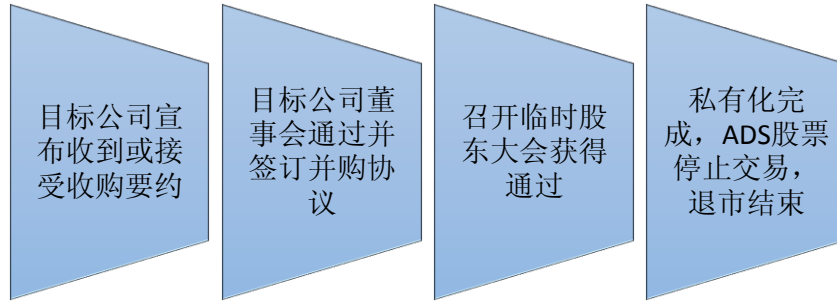 目标公司宣
布收到或接
受收购要约
目标公司董
事会通过并
签订并购协
议
召开临时股
东大会获得
通过
私有化完
成，ADS股票
停止交易，
退市结束